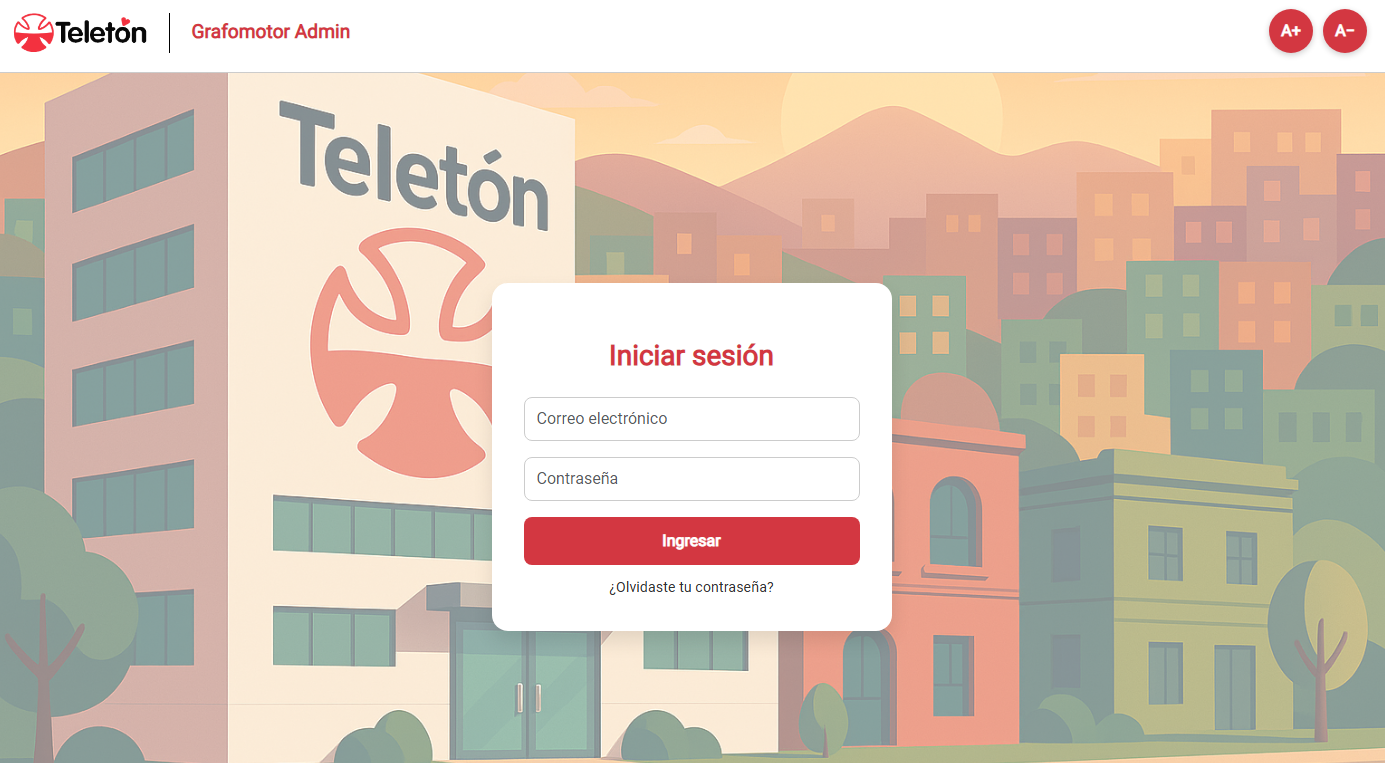 Teletón
Grafomotor Admin
A+
A−
Teletón
Iniciar sesión
Correo electrónico
Contraseña
Ingresar
¿Olvidaste tu contraseña?